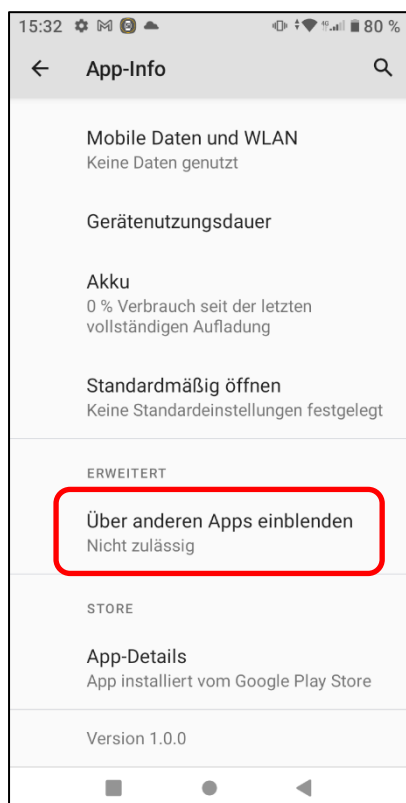 15:32 80 %
App-Info
Mobile Daten und WLAN
Keine Daten genutzt
Gerätenutzungsdauer
Akku
0 % Verbrauch seit der letzten
vollständigen Aufladung
Standardmäßig öffnen
Keine Standardeinstellungen festgelegt
ERWEITERT
Über anderen Apps einblenden
Nicht zulässig
STORE
App-Details
App installiert vom Google Play Store
Version 1.0.0